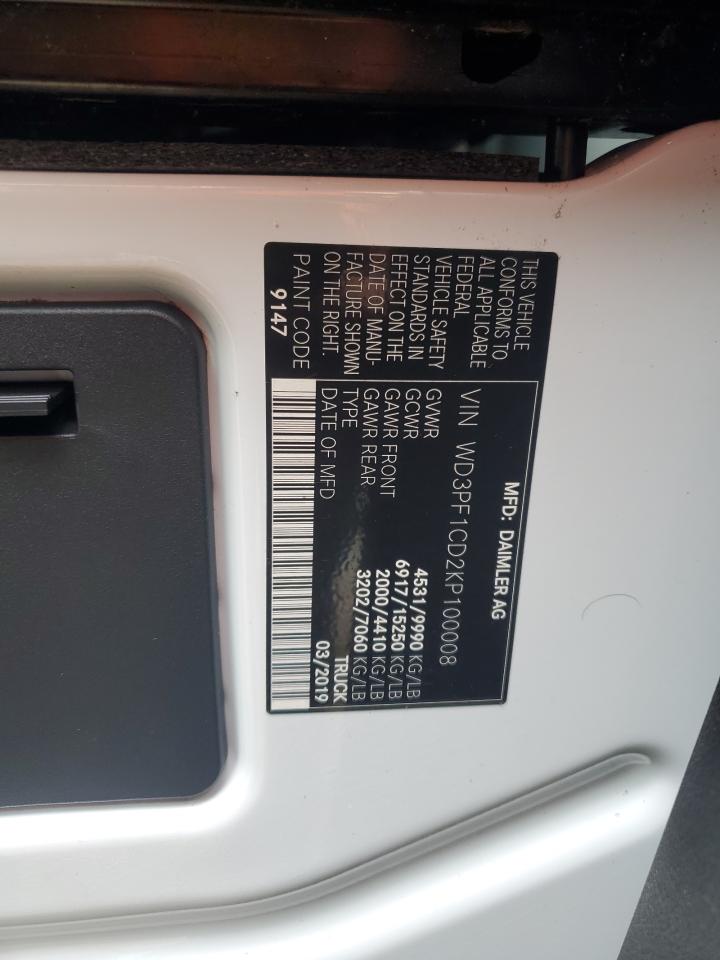 MFD: DAIMLER AG
VIN WD3PF1CD2KP100008
THIS VEHICLE
CONFORMS TO
ALL APPLICABLE
FEDERAL
VEHICLE SAFETY
STANDARDS IN
EFFECT ON THE
DATE OF MANU-
FACTURE SHOWN
ON THE RIGHT.
GVWR 4531/9990 KG/LB
GCWR 6917/15250 KG/LB
GAWR FRONT 2000/4410 KG/LB
GAWR REAR 3202/7060 KG/LB
TYPE TRUCK
DATE OF MFD 03/2019
PAINT CODE
9147